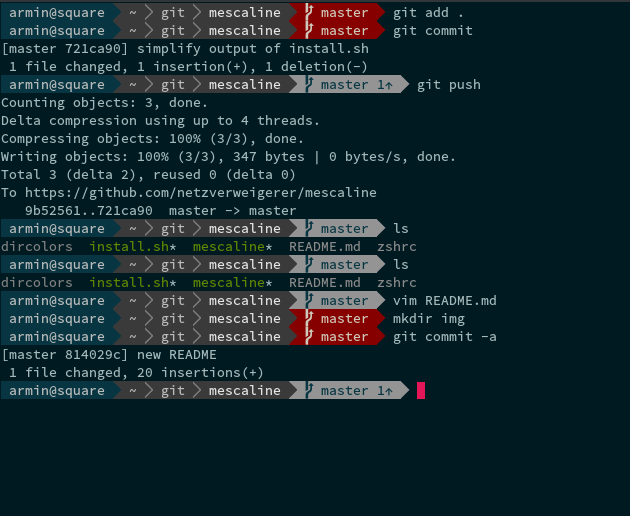 armin@square ~ git mescaline master git add .
armin@square ~ git mescaline master git commit
[master 721ca90] simplify output of install.sh
1 file changed, 1 insertion(+), 1 deletion(-)
armin@square ~ git mescaline master 1↑ git push
Counting objects: 3, done.
Delta compression using up to 4 threads.
Compressing objects: 100% (3/3), done.
Writing objects: 100% (3/3), 347 bytes | 0 bytes/s, done.
Total 3 (delta 2), reused 0 (delta 0)
To https://github.com/netzverweigerer/mescaline
9b52561..721ca90  master -> master
armin@square ~ git mescaline master ls
dircolors  install.sh*  mescaline*  README.md  zshrc
armin@square ~ git mescaline master ls
dircolors  install.sh*  mescaline*  README.md  zshrc
armin@square ~ git mescaline master vim README.md
armin@square ~ git mescaline master mkdir img
armin@square ~ git mescaline master git commit -a
[master 814029c] new README
1 file changed, 20 insertions(+)
armin@square ~ git mescaline master 1↑